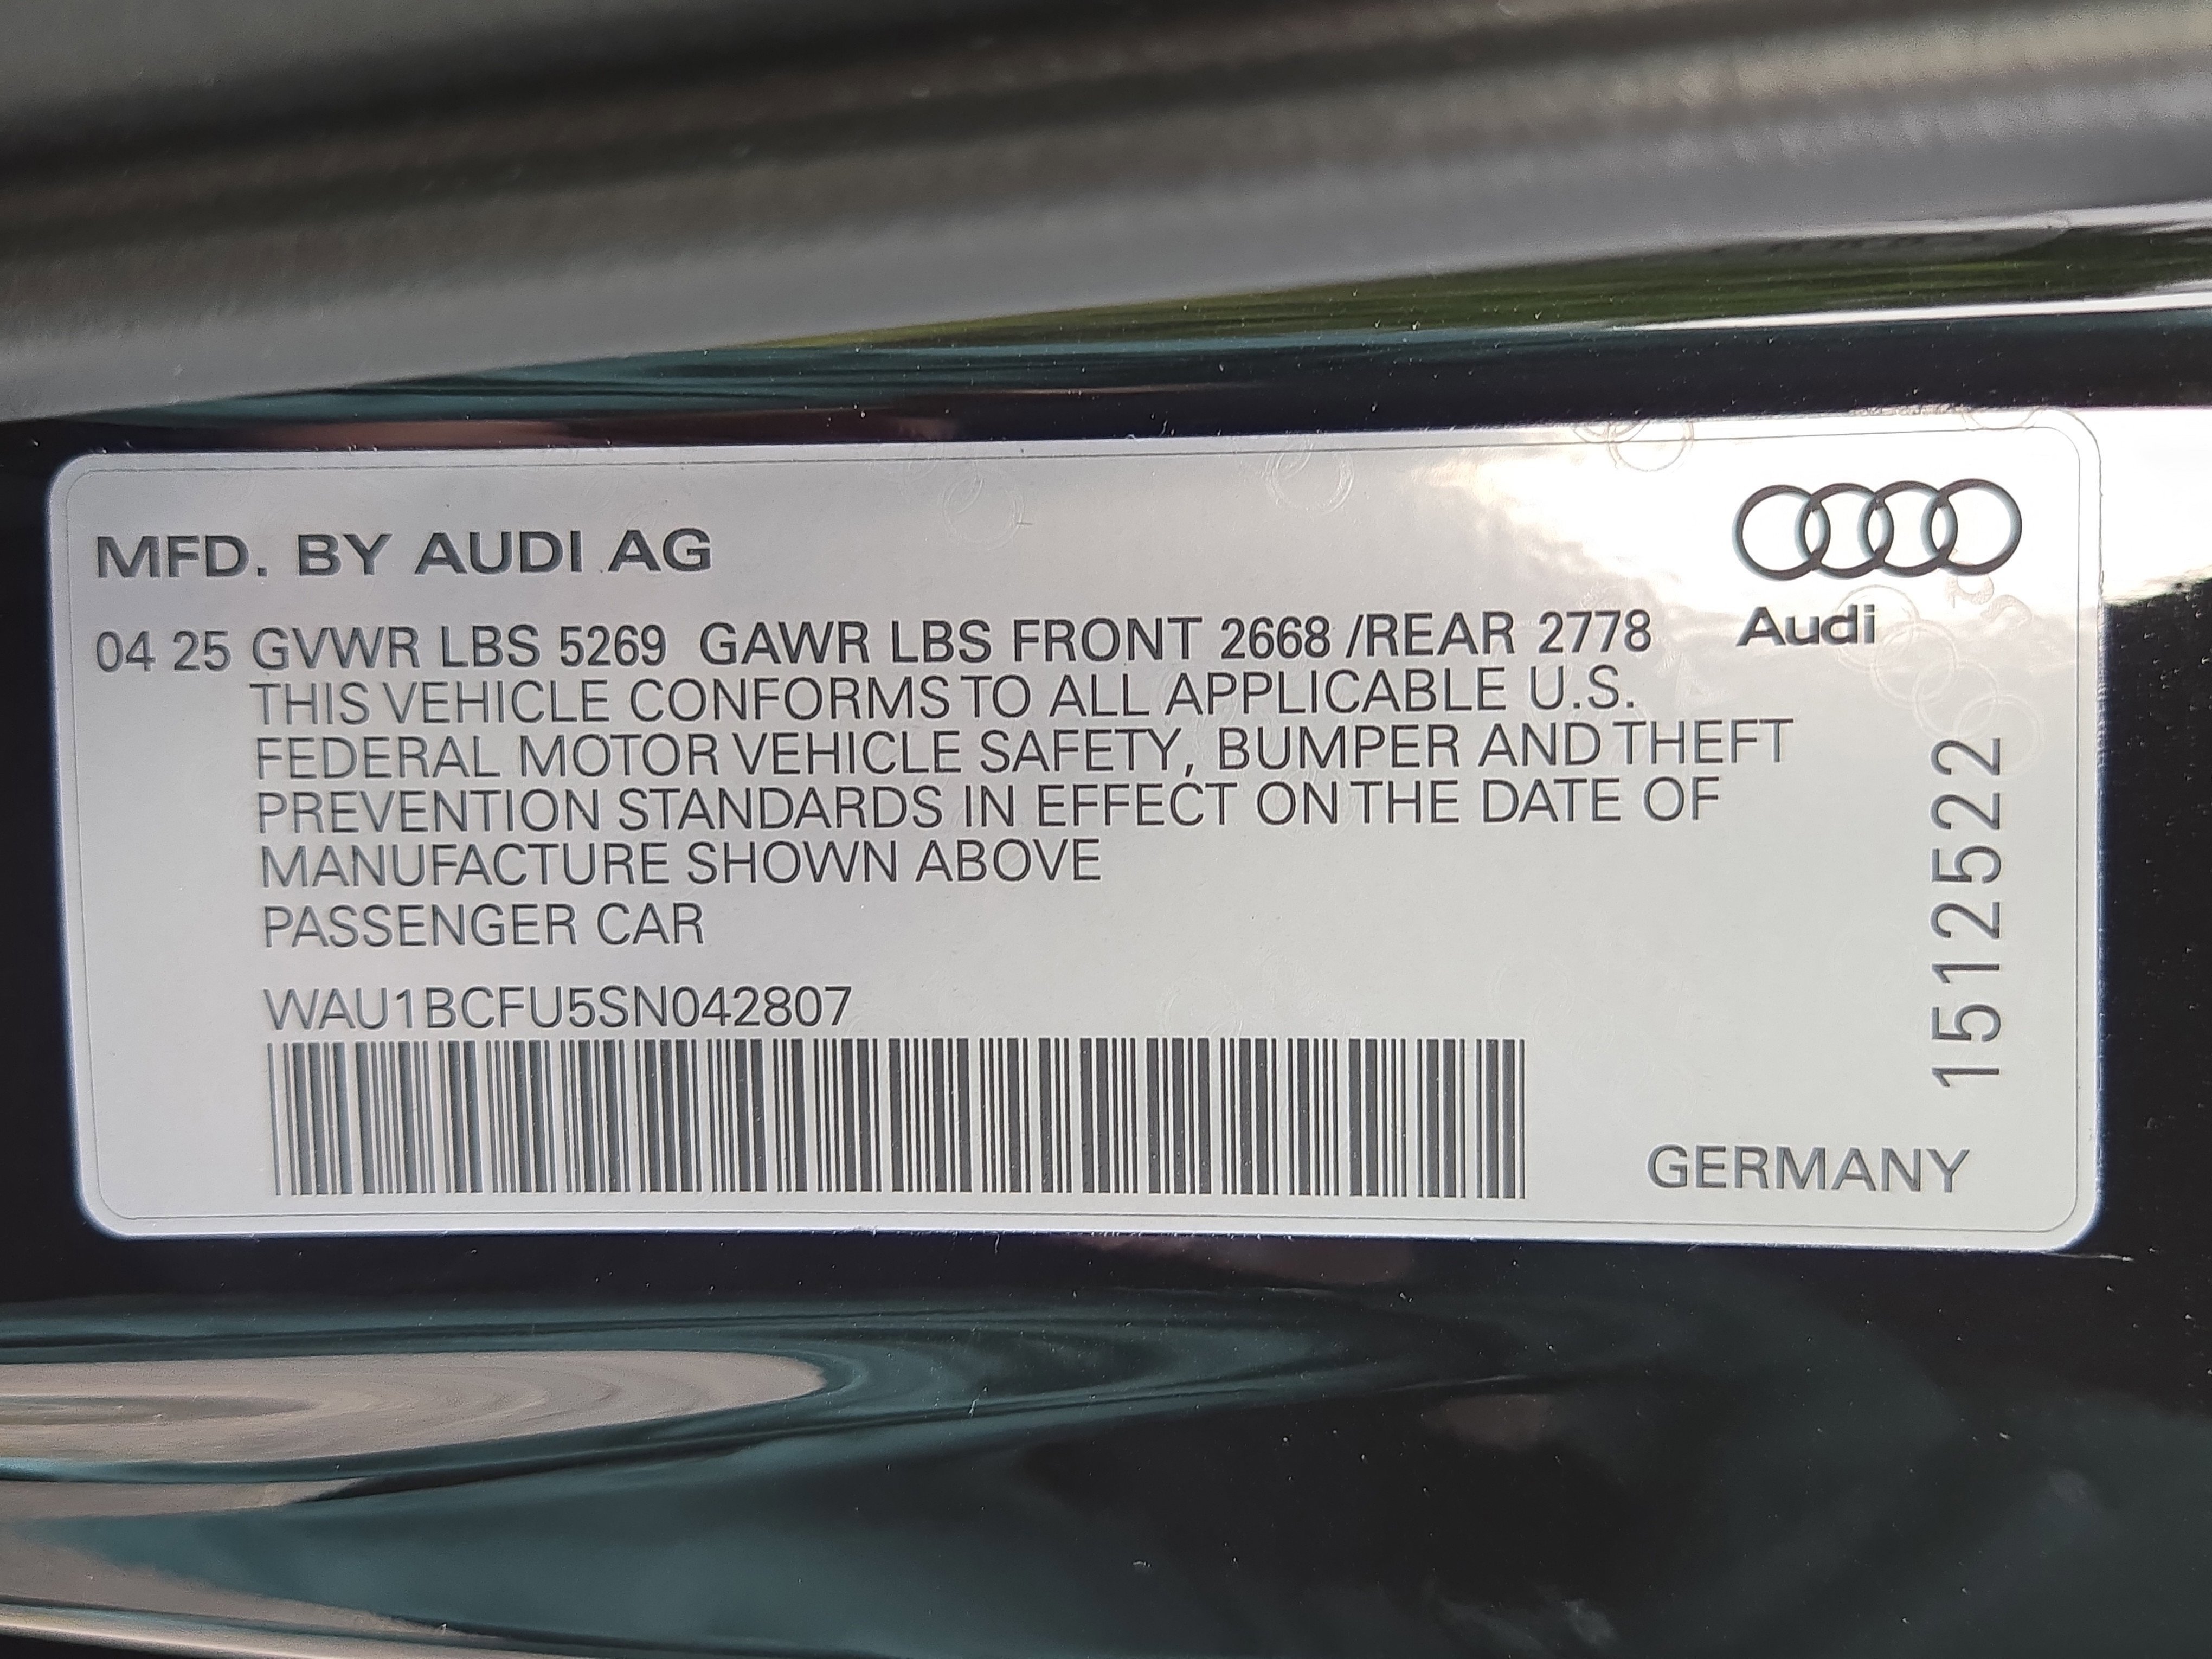 MFD. BY AUDI AG
Audi
04 25 GVWR LBS 5269 GAWR LBS FRONT 2668 /REAR 2778
THIS VEHICLE CONFORMS TO ALL APPLICABLE U.S.
FEDERAL MOTOR VEHICLE SAFETY, BUMPER AND THEFT
PREVENTION STANDARDS IN EFFECT ON THE DATE OF
MANUFACTURE SHOWN ABOVE
PASSENGER CAR
WAU1BCFU5SN042807
1512522
GERMANY